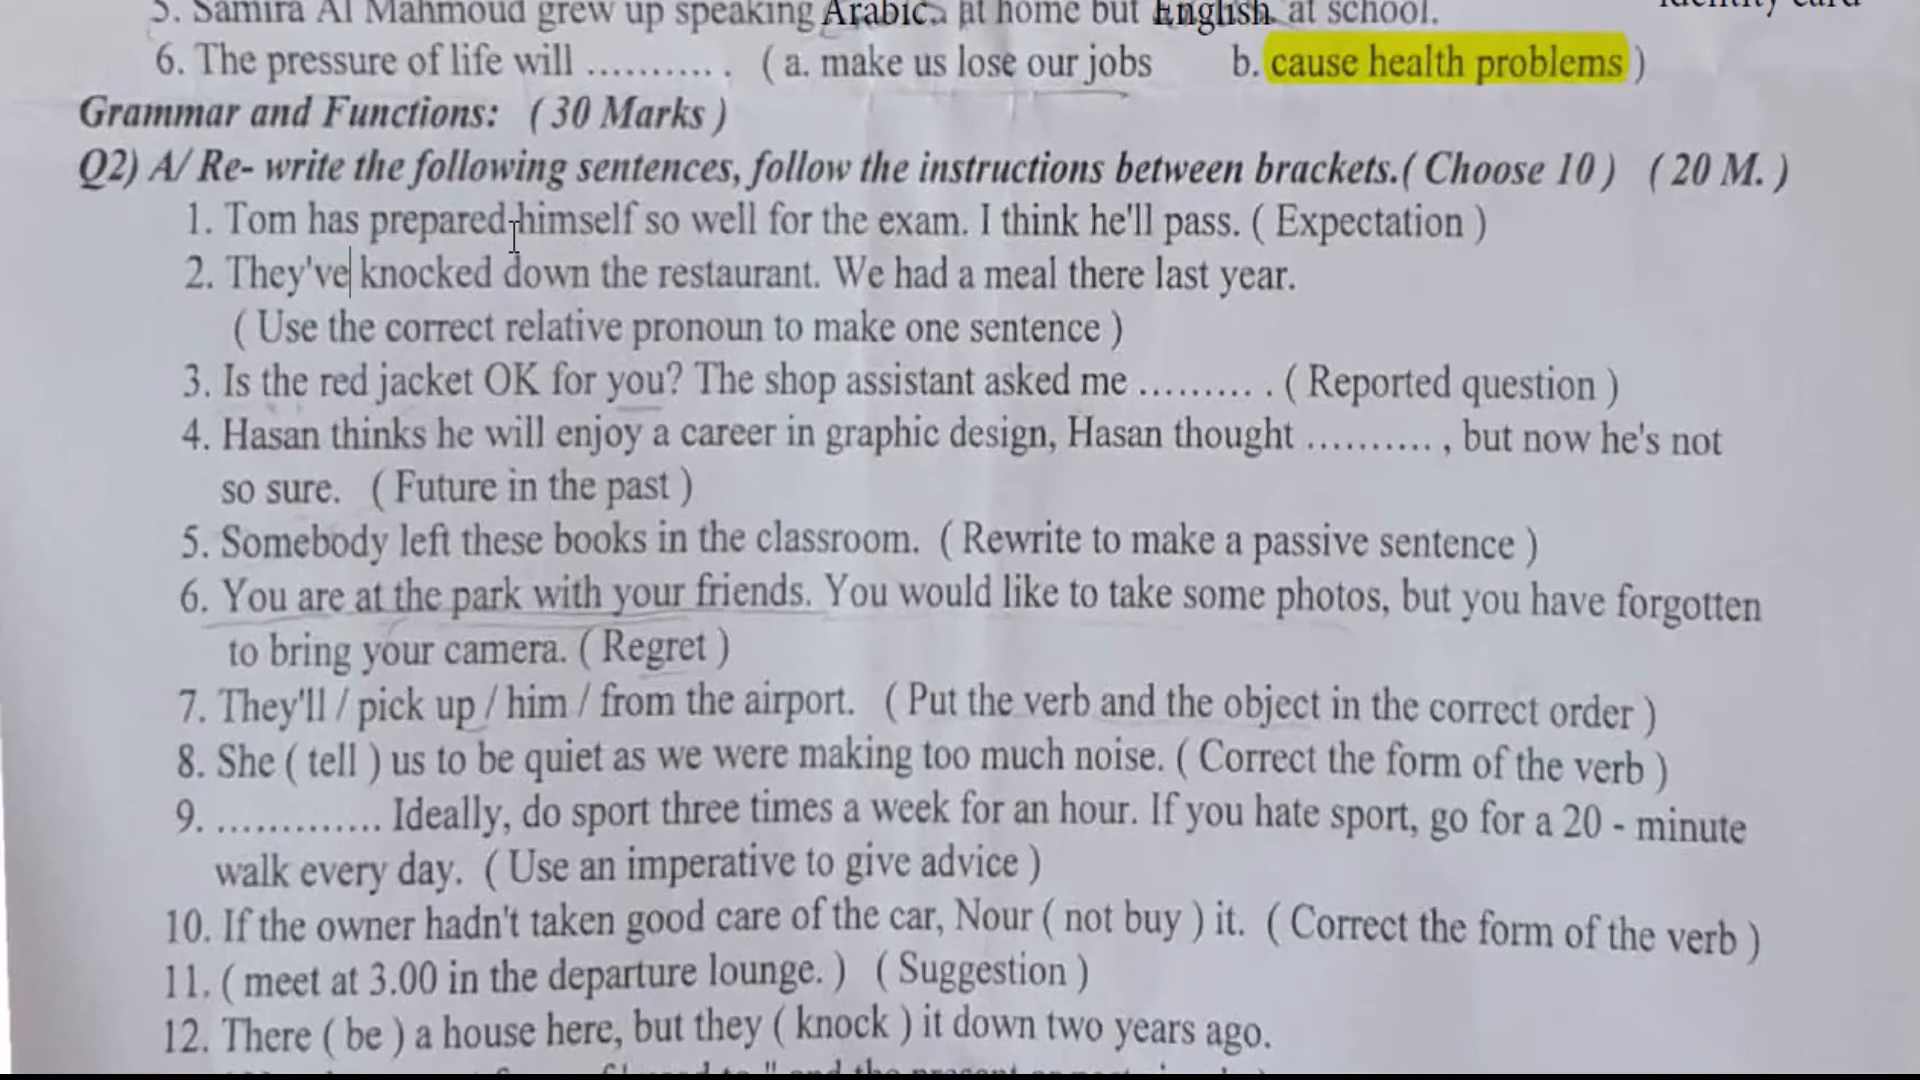 5. Samira Al Mahmoud grew up speaking Arabic at home but English at school.
identity card
6. The pressure of life will .......... . ( a. make us lose our jobs b. cause health problems )
Grammar and Functions: ( 30 Marks )
Q2) A/ Re- write the following sentences, follow the instructions between brackets.( Choose 10 ) ( 20 M. )
1. Tom has prepared himself so well for the exam. I think he'll pass. ( Expectation )
2. They've knocked down the restaurant. We had a meal there last year.
( Use the correct relative pronoun to make one sentence )
3. Is the red jacket OK for you? The shop assistant asked me ......... . ( Reported question )
4. Hasan thinks he will enjoy a career in graphic design, Hasan thought .......... , but now he's not
so sure. ( Future in the past )
5. Somebody left these books in the classroom. ( Rewrite to make a passive sentence )
6. You are at the park with your friends. You would like to take some photos, but you have forgotten
to bring your camera. ( Regret )
7. They'll / pick up / him / from the airport. ( Put the verb and the object in the correct order )
8. She ( tell ) us to be quiet as we were making too much noise. ( Correct the form of the verb )
9. .............. Ideally, do sport three times a week for an hour. If you hate sport, go for a 20 - minute
walk every day. ( Use an imperative to give advice )
10. If the owner hadn't taken good care of the car, Nour ( not buy ) it. ( Correct the form of the verb )
11. ( meet at 3.00 in the departure lounge. ) ( Suggestion )
12. There ( be ) a house here, but they ( knock ) it down two years ago.